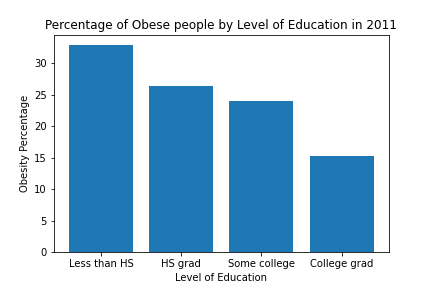 Percentage of Obese people by Level of Education in 2011
Obesity Percentage
30
25
20
15
10
5
0
Less than HS HS grad Some college College grad
Level of Education